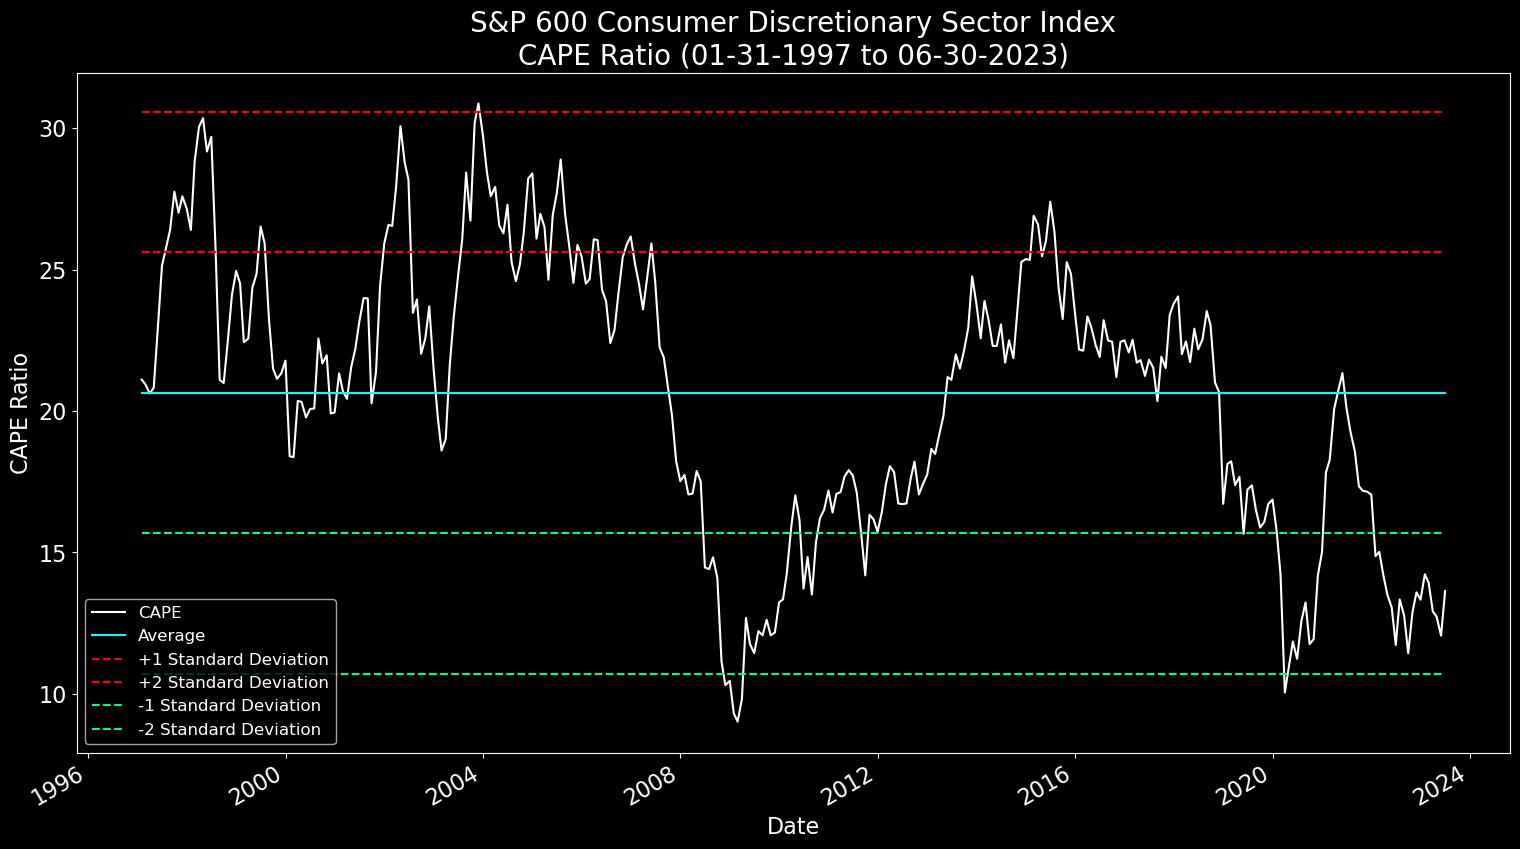 S&P 600 Consumer Discretionary Sector Index
CAPE Ratio (01-31-1997 to 06-30-2023)
CAPE Ratio
30
25
20
15
10
CAPE
Average
+1 Standard Deviation
+2 Standard Deviation
-1 Standard Deviation
-2 Standard Deviation
1996
2000
2004
2008
2012
2016
2020
2024
Date